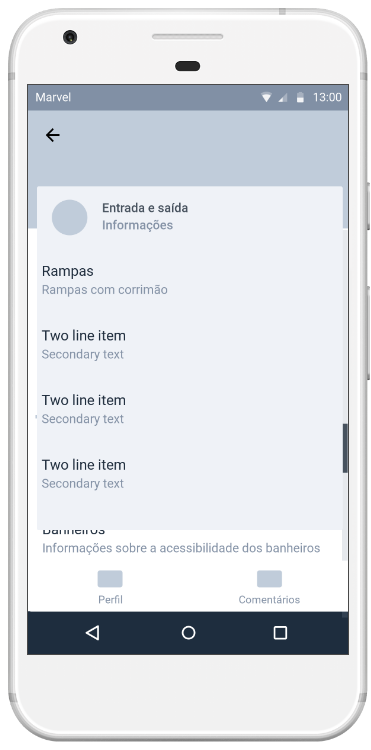 Marvel 13:00
Entrada e saída
Informações
Rampas
Rampas com corrimão
Two line item
Secondary text
Two line item
Secondary text
Two line item
Secondary text
Banheiros
Informações sobre a acessibilidade dos banheiros
Perfil Comentários